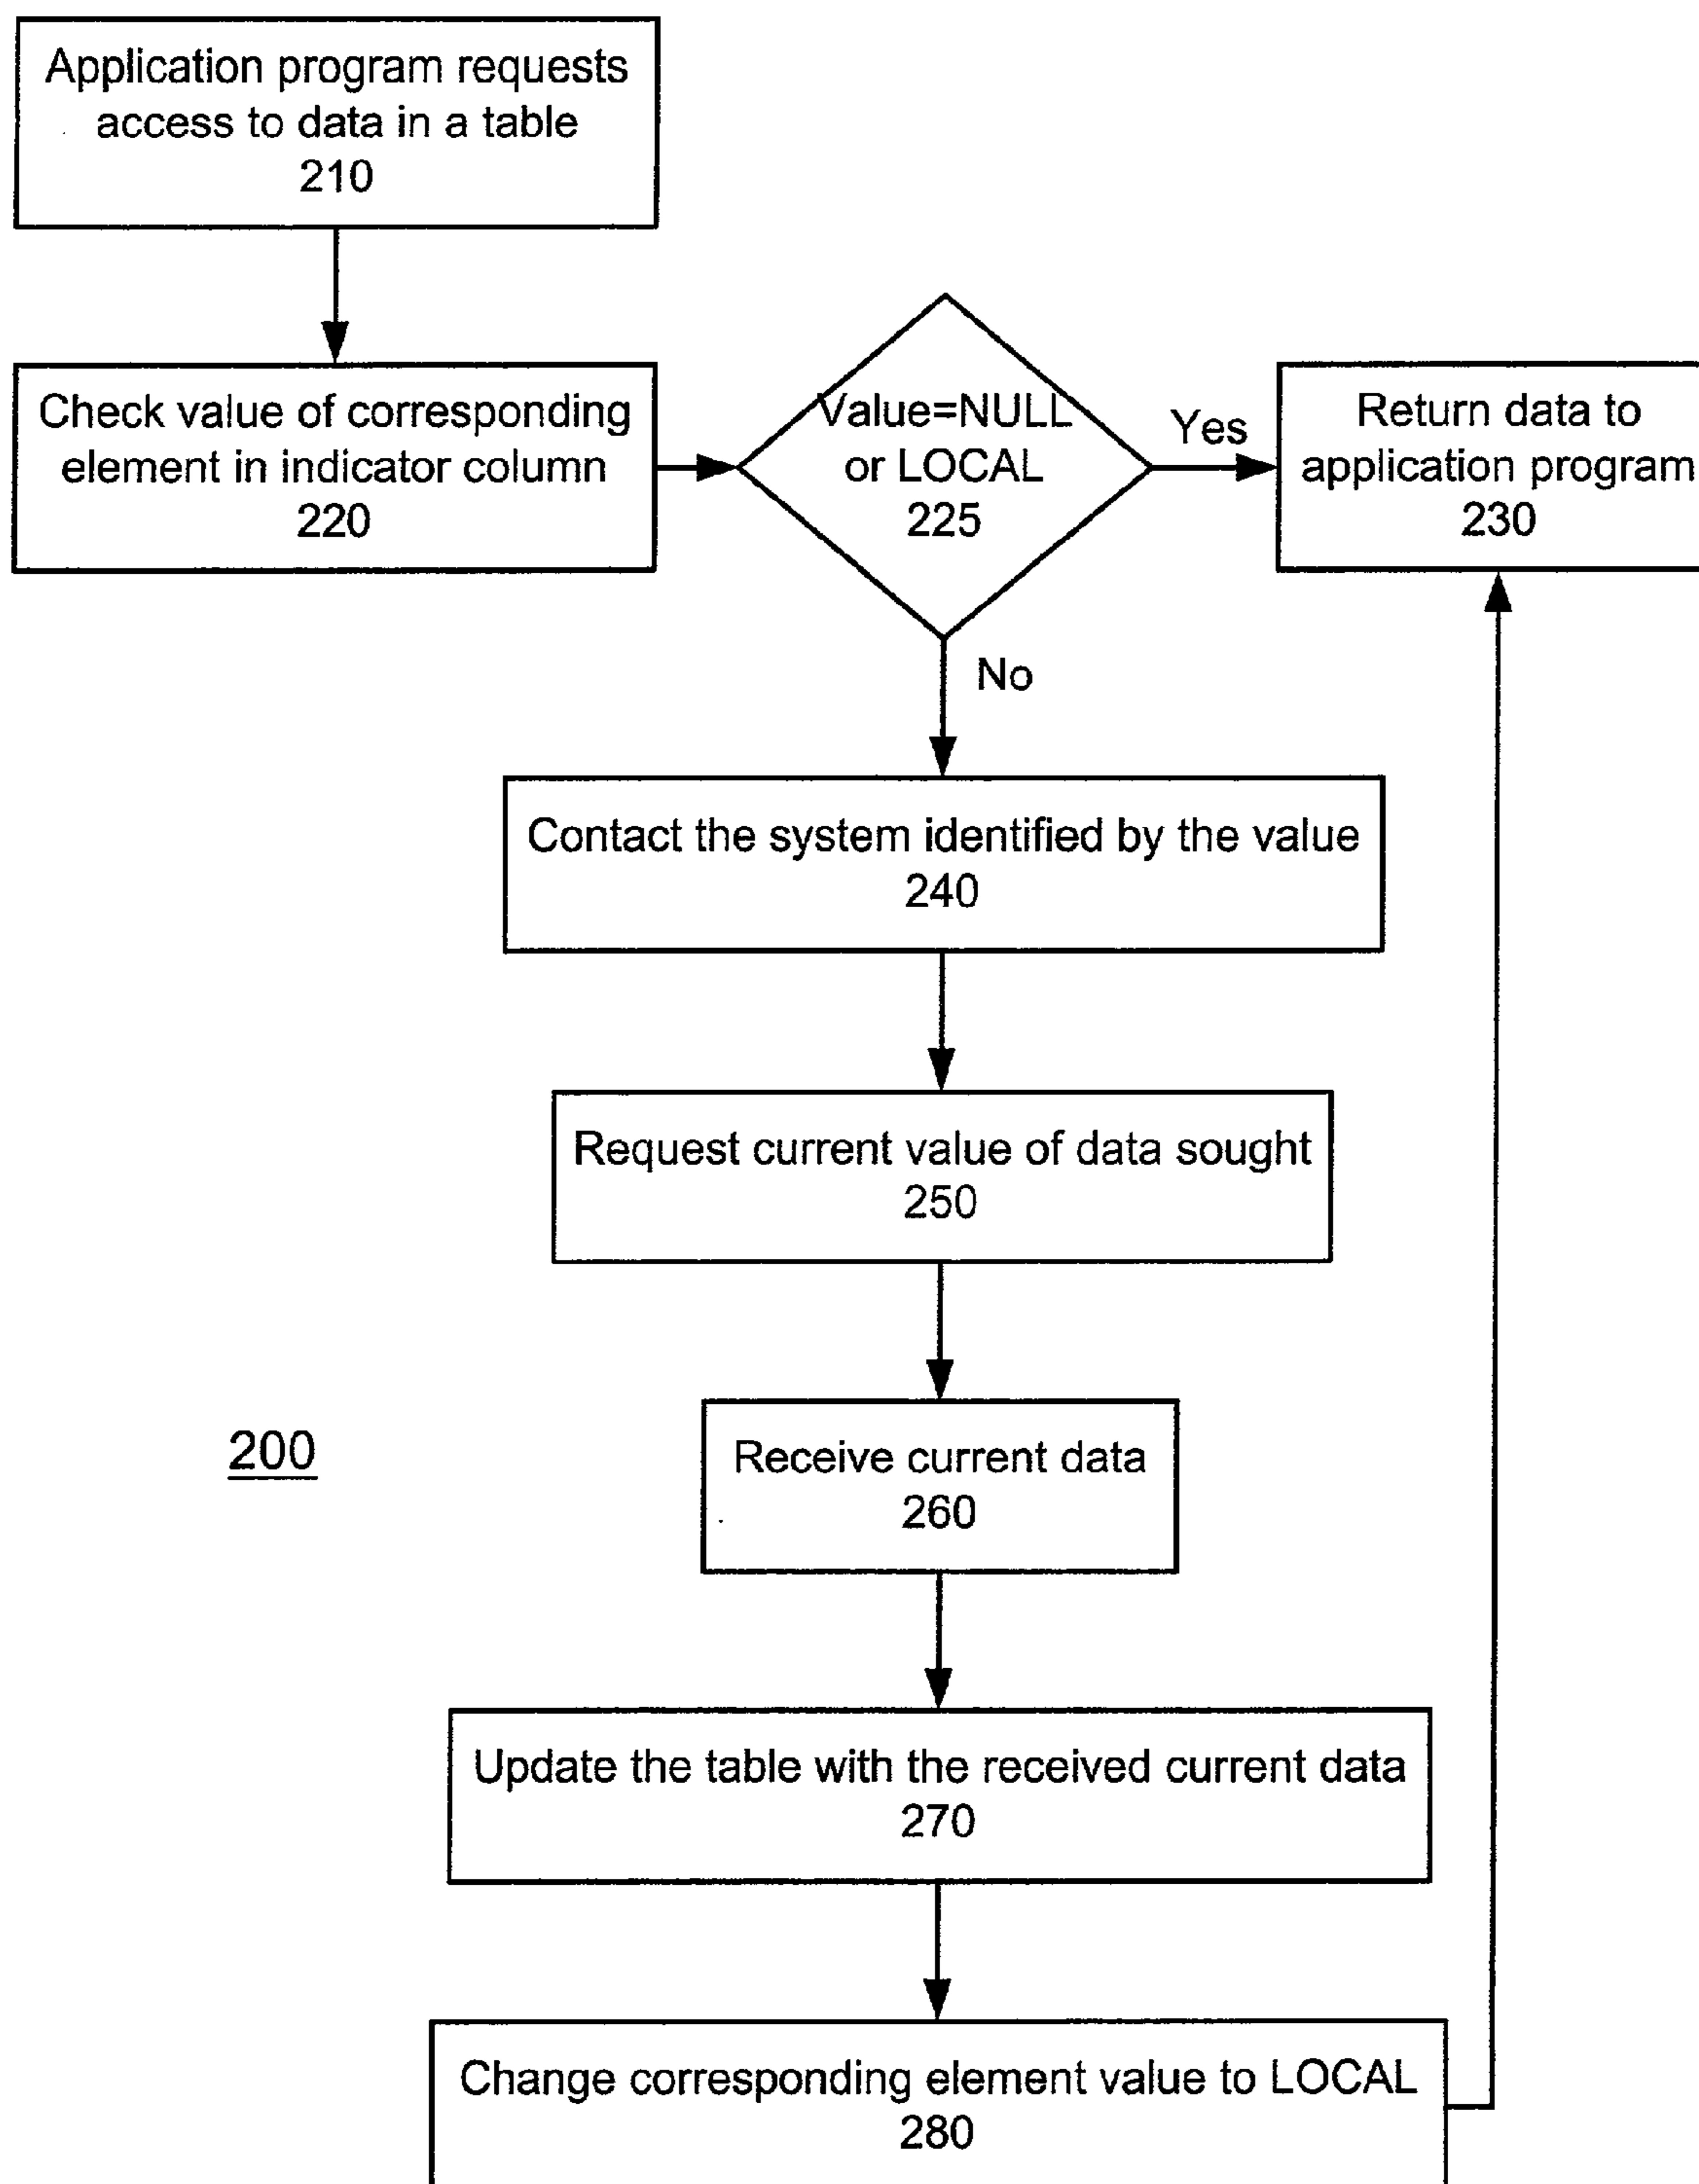 Application program requests
access to data in a table
210
Check value of corresponding
element in indicator column
220
Value=NULL
or LOCAL
225
Yes
Return data to
application program
230
No
Contact the system identified by the value
240
Request current value of data sought
250
Receive current data
260
200
Update the table with the received current data
270
Change corresponding element value to LOCAL
280